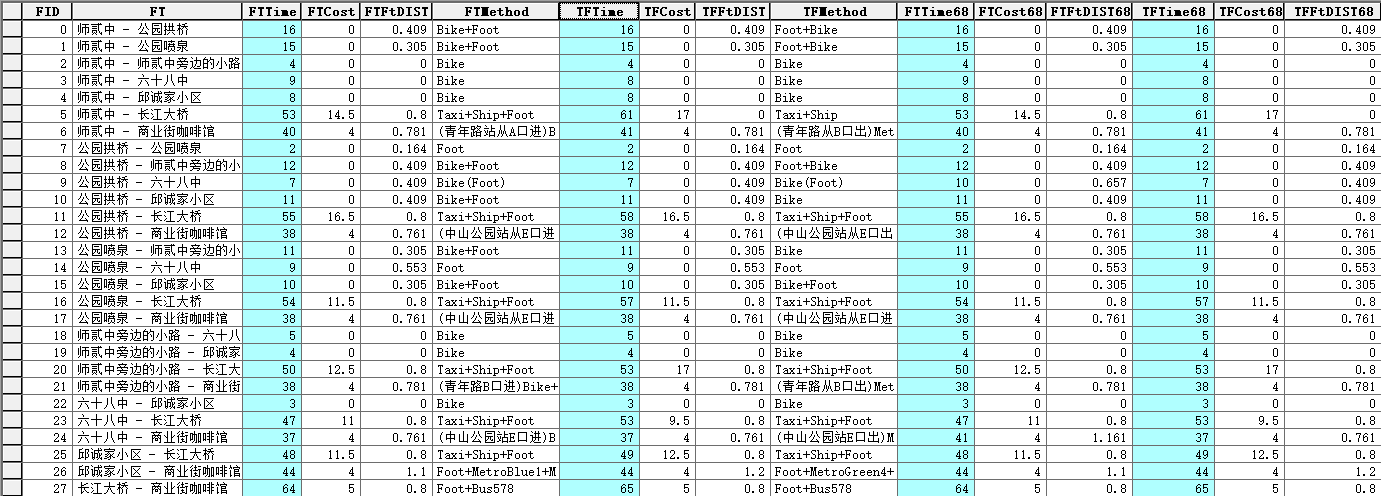 FID FT FTTime FTCost FTFtDIST FTMethod TFTime TFCost TFFtDIST TFMethod FTTime68 FTCost68 FTFtDIST68 TFTime68 TFCost68 TFFtDIST68
0 师贰中 - 公园拱桥 16 0 0.409 Bike+Foot 16 0 0.409 Foot+Bike 16 0 0.409 16 0 0.409
1 师贰中 - 公园喷泉 15 0 0.305 Bike+Foot 15 0 0.305 Foot+Bike 15 0 0.305 15 0 0.305
2 师贰中 - 师贰中旁边的小路 4 0 0 Bike 4 0 0 Bike 4 0 0 4 0 0
3 师贰中 - 六十八中 9 0 0 Bike 8 0 0 Bike 9 0 0 8 0 0
4 师贰中 - 邱诚家小区 8 0 0 Bike 8 0 0 Bike 8 0 0 8 0 0
5 师贰中 - 长江大桥 53 14.5 0.8 Taxi+Ship+Foot 61 17 0 Taxi+Ship 53 14.5 0.8 61 17 0
6 师贰中 - 商业街咖啡馆 40 4 0.781 (青年路站从A口进)B 41 4 0.781 (青年路从B口出)Met 40 4 0.781 41 4 0.781
7 公园拱桥 - 公园喷泉 2 0 0.164 Foot 2 0 0.164 Foot 2 0 0.164 2 0 0.164
8 公园拱桥 - 师贰中旁边的小 12 0 0.409 Bike+Foot 12 0 0.409 Foot+Bike 12 0 0.409 12 0 0.409
9 公园拱桥 - 六十八中 7 0 0.409 Bike(Foot) 7 0 0.409 Bike(Foot) 10 0 0.657 7 0 0.409
10 公园拱桥 - 邱诚家小区 11 0 0.409 Bike+Foot 11 0 0.409 Bike 11 0 0.409 11 0 0.409
11 公园拱桥 - 长江大桥 55 16.5 0.8 Taxi+Ship+Foot 58 16.5 0.8 Taxi+Ship+Foot 55 16.5 0.8 58 16.5 0.8
12 公园拱桥 - 商业街咖啡馆 38 4 0.761 (中山公园站从E口进 38 4 0.761 (中山公园站从E口出 38 4 0.761 38 4 0.761
13 公园喷泉 - 师贰中旁边的小 11 0 0.305 Bike+Foot 11 0 0.305 Bike 11 0 0.305 11 0 0.305
14 公园喷泉 - 六十八中 9 0 0.553 Foot 9 0 0.553 Foot 9 0 0.553 9 0 0.553
15 公园喷泉 - 邱诚家小区 10 0 0.305 Bike+Foot 10 0 0.305 Bike 10 0 0.305 10 0 0.305
16 公园喷泉 - 长江大桥 54 11.5 0.8 Taxi+Ship+Foot 57 11.5 0.8 Taxi+Ship+Foot 54 11.5 0.8 57 11.5 0.8
17 公园喷泉 - 商业街咖啡馆 38 4 0.761 (中山公园站从E口进 38 4 0.761 (中山公园站从E口进 38 4 0.761 38 4 0.761
18 师贰中旁边的小路 - 六十八 5 0 0 Bike 5 0 0 Bike 5 0 0 5 0 0
19 师贰中旁边的小路 - 邱诚家 4 0 0 Bike 4 0 0 Bike 4 0 0 4 0 0
20 师贰中旁边的小路 - 长江大 50 12.5 0.8 Taxi+Ship+Foot 53 17 0.8 Taxi+Ship+Foot 50 12.5 0.8 53 17 0.8
21 师贰中旁边的小路 - 商业街 38 4 0.781 (青年路B口进)Bike+ 38 4 0.781 (青年路从B口出)Met 38 4 0.781 38 4 0.781
22 六十八中 - 邱诚家小区 3 0 0 Bike 3 0 0 Bike 3 0 0 3 0 0
23 六十八中 - 长江大桥 47 11 0.8 Taxi+Ship+Foot 53 9.5 0.8 Taxi+Ship+Foot 47 11 0.8 53 9.5 0.8
24 六十八中 - 商业街咖啡馆 37 4 0.761 (中山公园站E口进)B 37 4 0.761 (中山公园站E口出)M 41 4 1.161 37 4 0.761
25 邱诚家小区 - 长江大桥 48 11.5 0.8 Taxi+Ship+Foot 49 12.5 0.8 Taxi+Ship+Foot 48 11.5 0.8 49 12.5 0.8
26 邱诚家小区 - 商业街咖啡馆 44 4 1.1 Foot+MetroBlue1+M 44 4 1.2 Foot+MetroGreen4+ 44 4 1.1 44 4 1.2
27 长江大桥 - 商业街咖啡馆 64 5 0.8 Foot+Bus578 65 5 0.8 Foot+Bus578 64 5 0.8 65 5 0.8